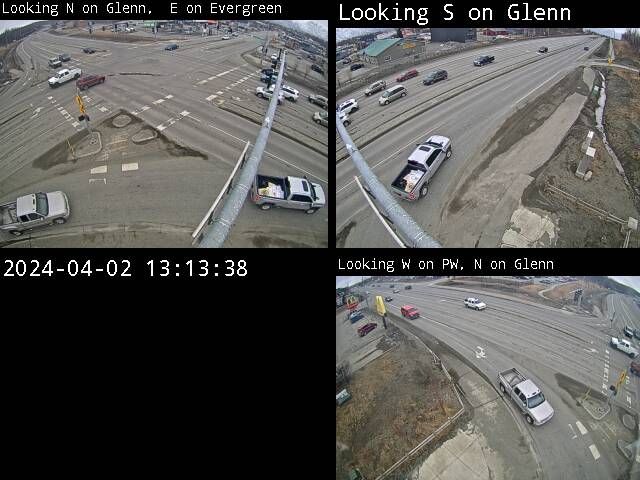 Looking N on Glenn, E on Evergreen
Looking S on Glenn
2024-04-02 13:13:38
Looking W on PW, N on Glenn